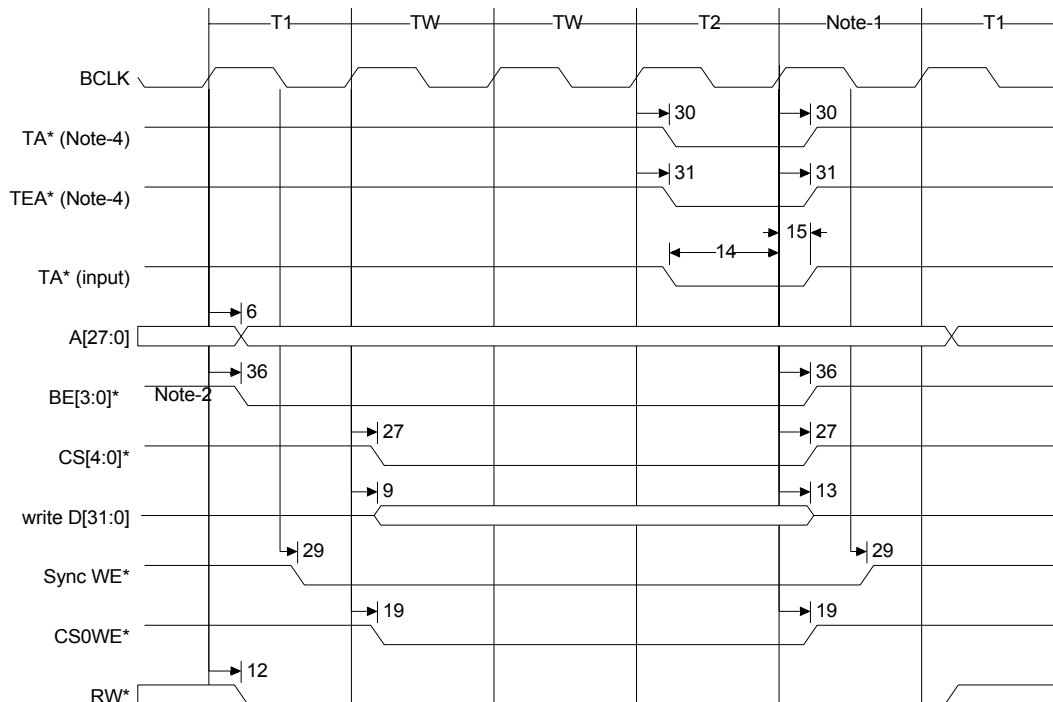 T1 TW TW T2 Note-1 T1
BCLK
30 30
TA* (Note-4)
31 31
TEA* (Note-4)
15
14
TA* (input)
6
A[27:0]
36 36
BE[3:0]* Note-2
27 27
CS[4:0]*
9 13
write D[31:0]
29 29
Sync WE*
19 19
CS0WE*
12
RW*